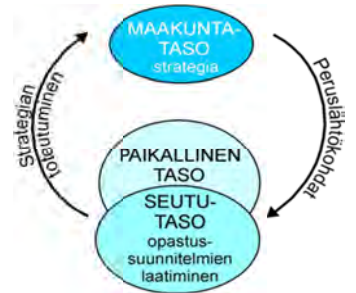 MAAKUNTA-
TASO
strategia
Strategian
toteutuminen
Peruslähtökohdat
PAIKALLINEN
TASO
SEUTU-
TASO
opastus-
suunnitelmien
laatiminen